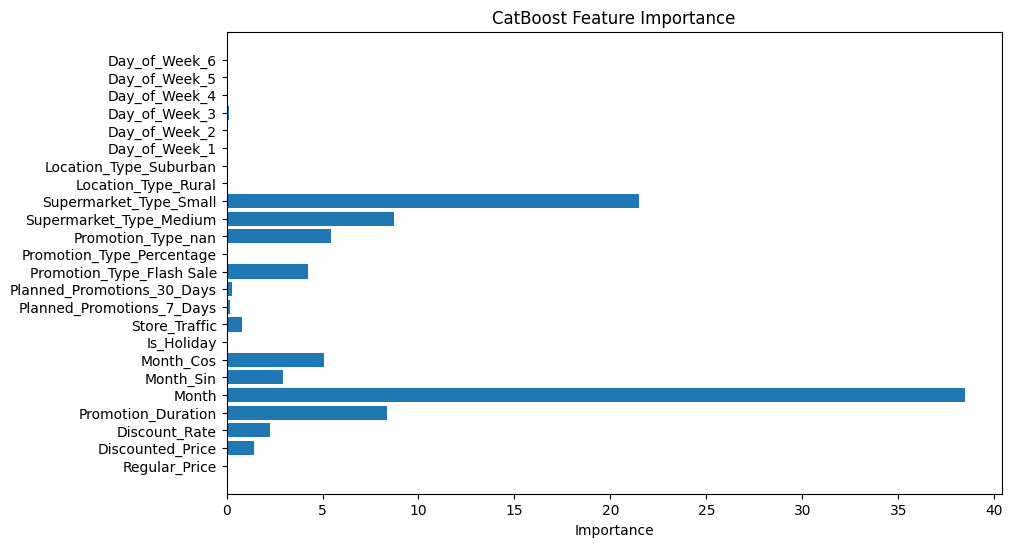 CatBoost Feature Importance
Day_of_Week_6
Day_of_Week_5
Day_of_Week_4
Day_of_Week_3
Day_of_Week_2
Day_of_Week_1
Location_Type_Suburban
Location_Type_Rural
Supermarket_Type_Small
Supermarket_Type_Medium
Promotion_Type_nan
Promotion_Type_Percentage
Promotion_Type_Flash Sale
Planned_Promotions_30_Days
Planned_Promotions_7_Days
Store_Traffic
Is_Holiday
Month_Cos
Month_Sin
Month
Promotion_Duration
Discount_Rate
Discounted_Price
Regular_Price
0 5 10 15 20 25 30 35 40
Importance